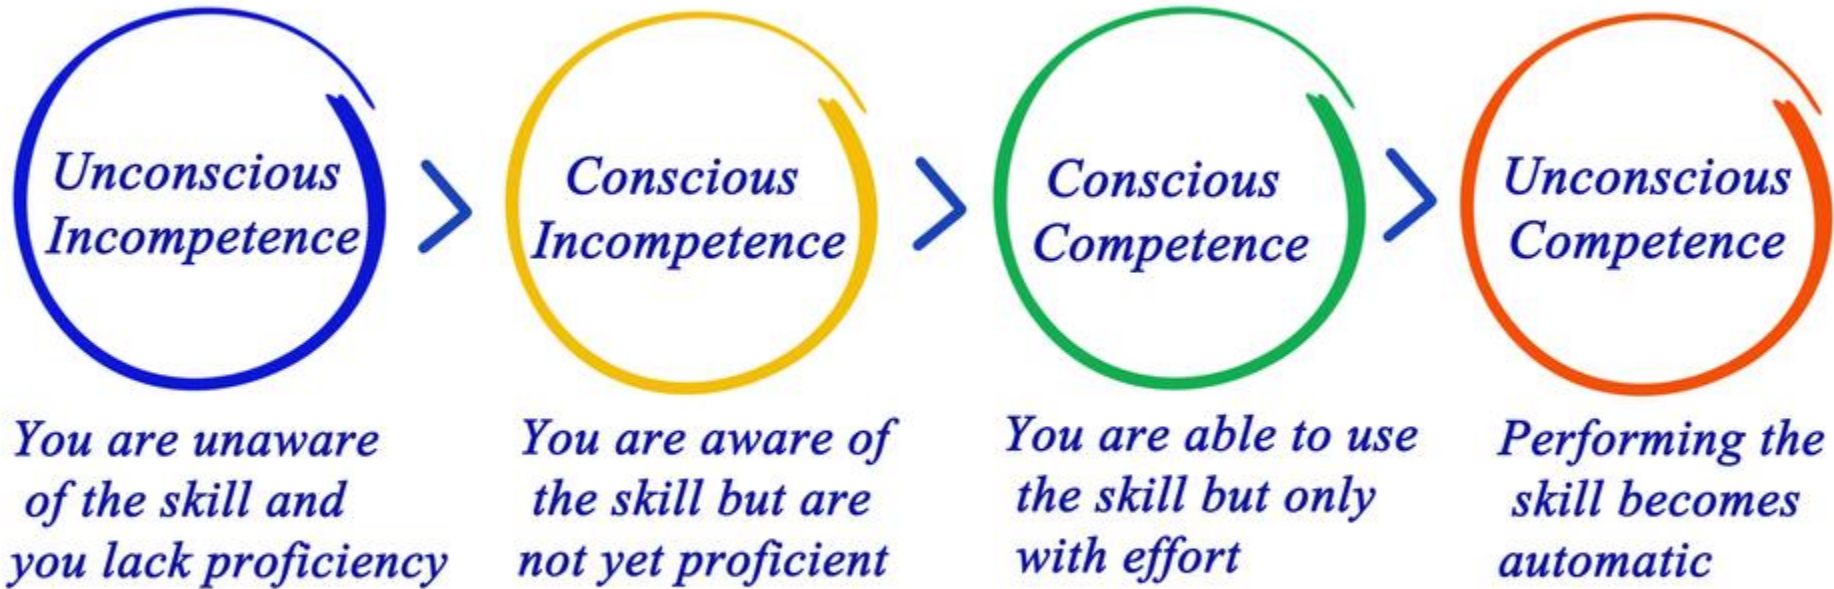 Unconscious
Incompetence
Conscious
Incompetence
Conscious
Competence
Unconscious
Competence
You are unaware
of the skill and
you lack proficiency
You are aware of
the skill but are
not yet proficient
You are able to use
the skill but only
with effort
Performing the
skill becomes
automatic